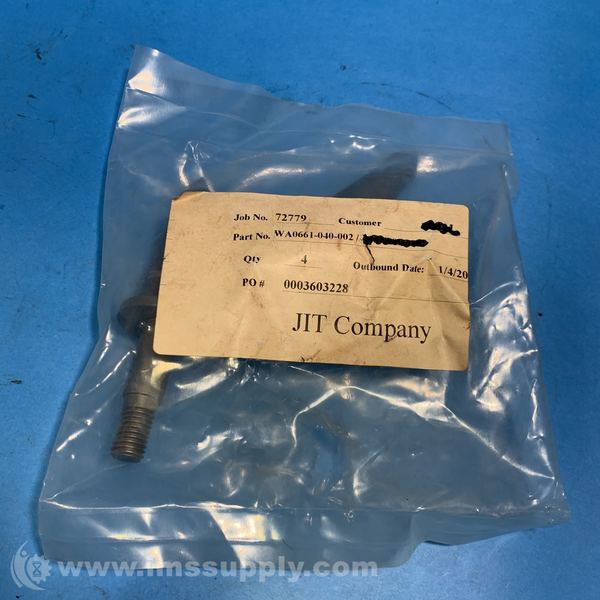 Job No. 72779 Customer
Part No. WA0661-040-002 /
Qty 4 Outbound Date: 1/4/20
PO # 0003603228
JIT Company
www.imssupply.com